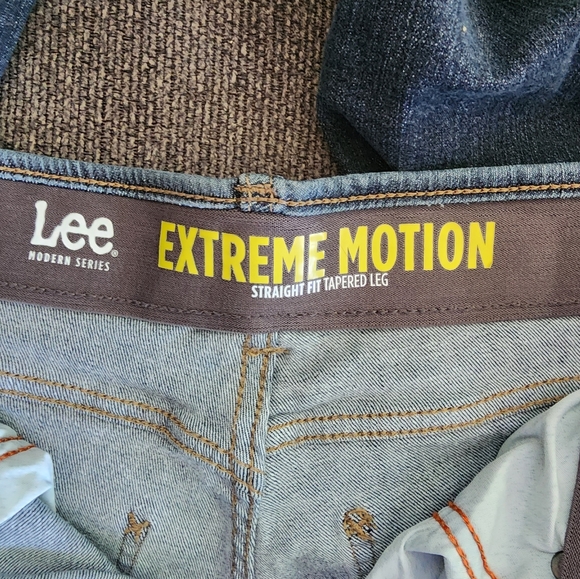 Lee®
MODERN SERIES
EXTREME MOTION
STRAIGHT FIT TAPERED LEG